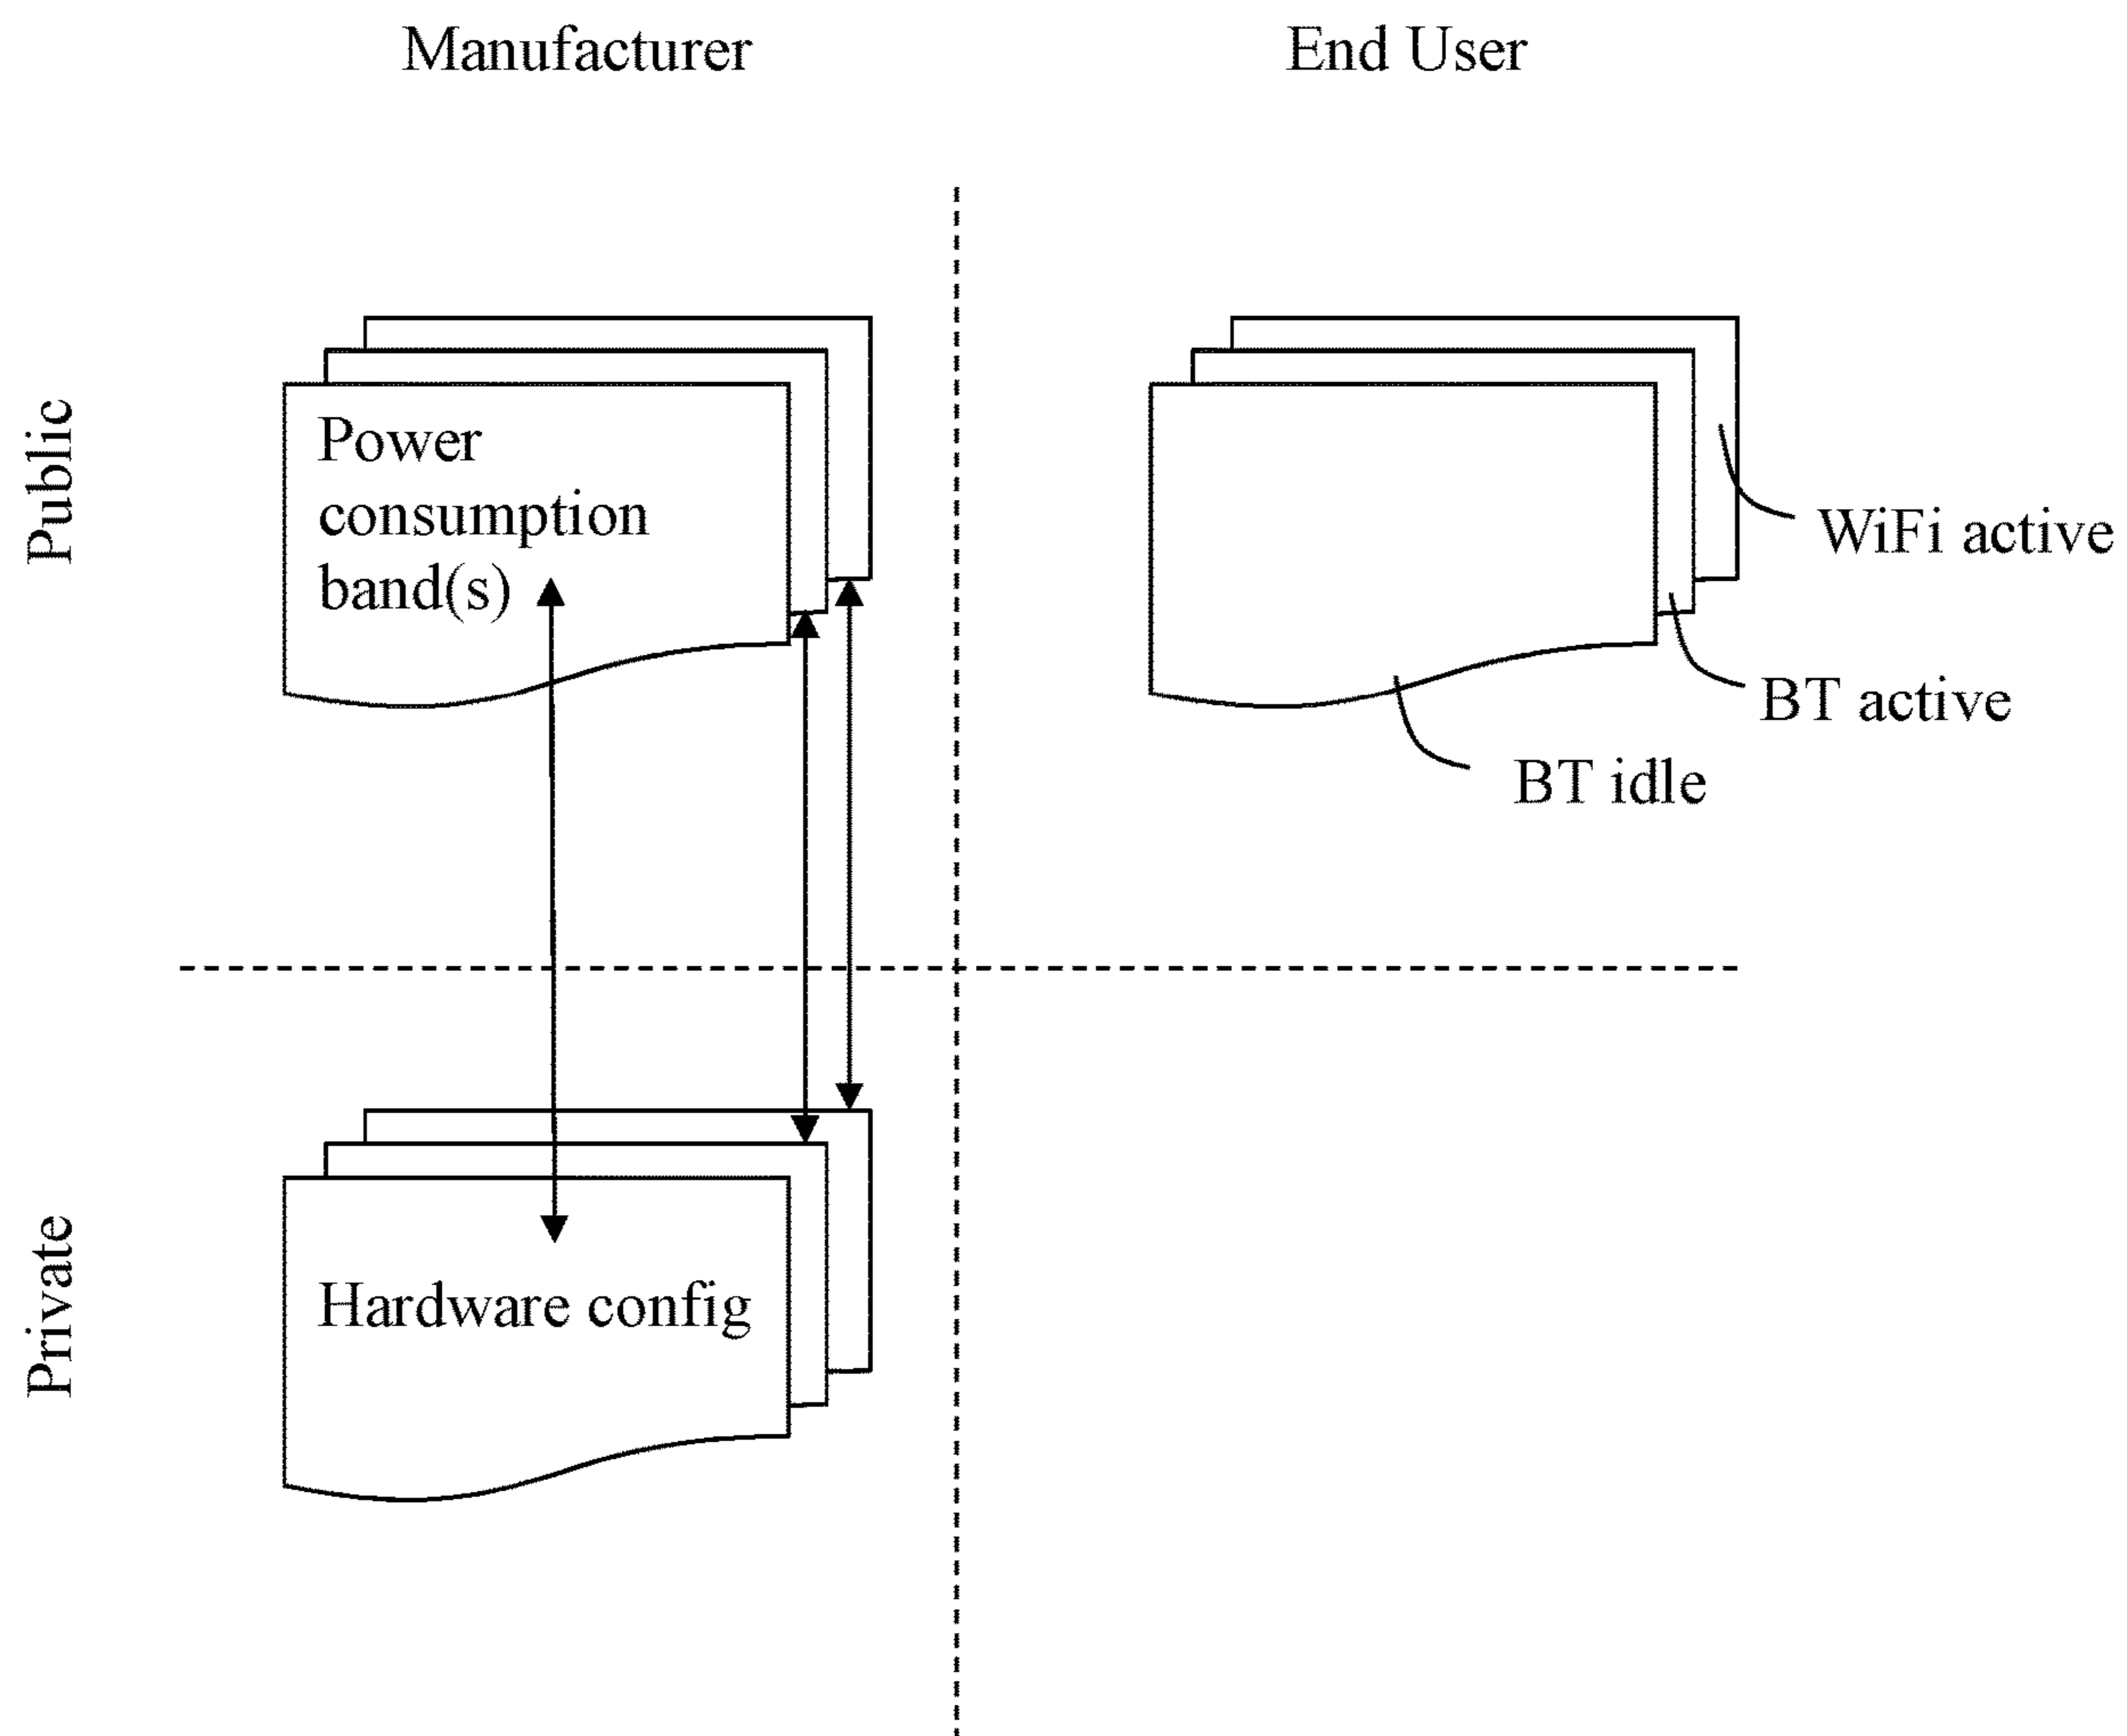 Manufacturer
End User
Public
Power
consumption
band(s)
WiFi active
BT active
BT idle
Private
Hardware config